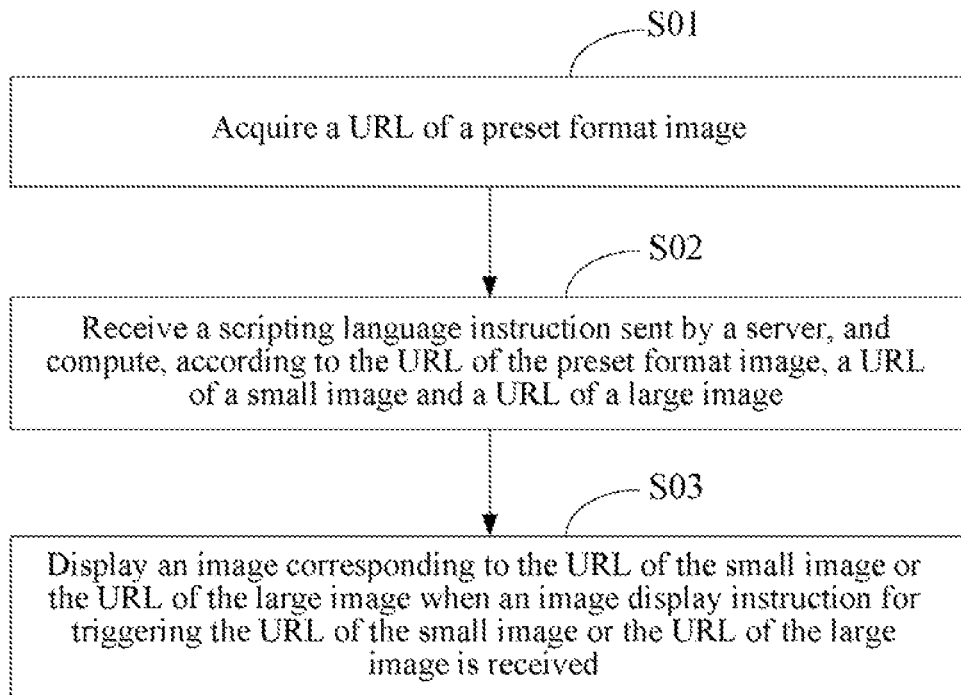 S01
Acquire a URL of a preset format image
S02
Receive a scripting language instruction sent by a server, and
compute, according to the URL of the preset format image, a URL
of a small image and a URL of a large image
S03
Display an image corresponding to the URL of the small image or
the URL of the large image when an image display instruction for
triggering the URL of the small image or the URL of the large
image is received